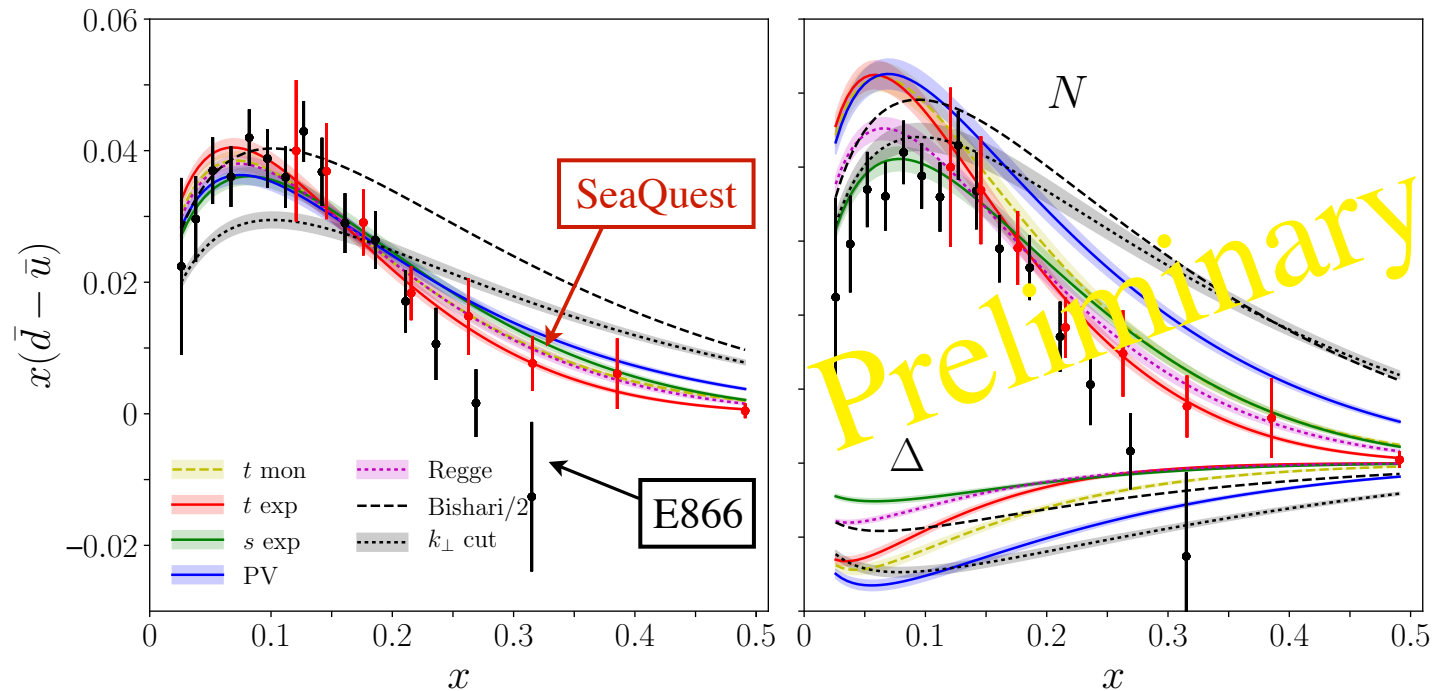 0.06
0.04
0.02
0
−0.02
x(d̄ − ū)
SeaQuest
E866
t mon
t exp
s exp
PV
Regge
Bishari/2
k⊥ cut
0 0.1 0.2 0.3 0.4 0.5
x
N
Δ
Preliminary
0 0.1 0.2 0.3 0.4 0.5
x